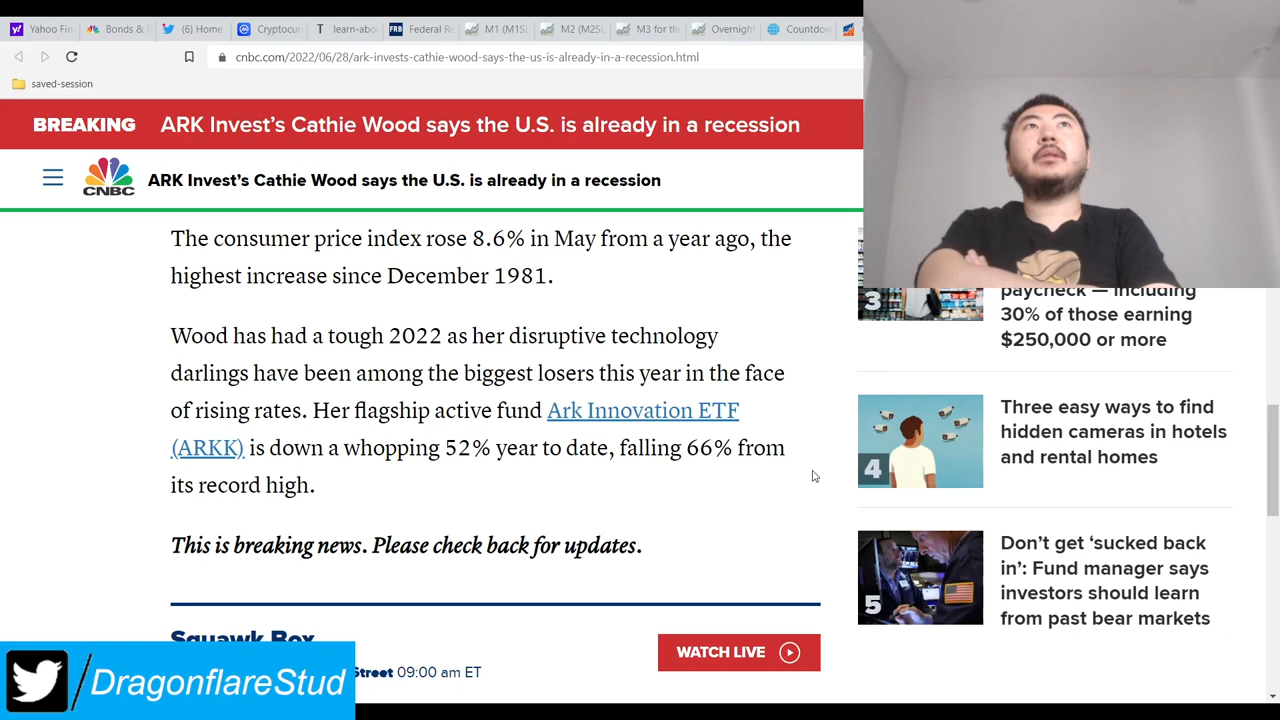 Yahoo Fin
Bonds &
(6) Home
Cryptocur
learn-abo
FRB
Federal Re
M1 (M1SL
M2 (M2SL
M3 for the
Overnight
Countdow
cnbc.com/2022/06/28/ark-invests-cathie-wood-says-the-us-is-already-in-a-recession.html
saved-session
BREAKING ARK Invest’s Cathie Wood says the U.S. is already in a recession
CNBC
ARK Invest’s Cathie Wood says the U.S. is already in a recession
The consumer price index rose 8.6% in May from a year ago, the
highest increase since December 1981.
Wood has had a tough 2022 as her disruptive technology
darlings have been among the biggest losers this year in the face
of rising rates. Her flagship active fund Ark Innovation ETF
(ARKK) is down a whopping 52% year to date, falling 66% from
its record high.
This is breaking news. Please check back for updates.
Squawk Box
Street 09:00 am ET
WATCH LIVE
3
paycheck — including
30% of those earning
$250,000 or more
4
Three easy ways to find
hidden cameras in hotels
and rental homes
5
Don’t get ‘sucked back
in’: Fund manager says
investors should learn
from past bear markets
DragonflareStud